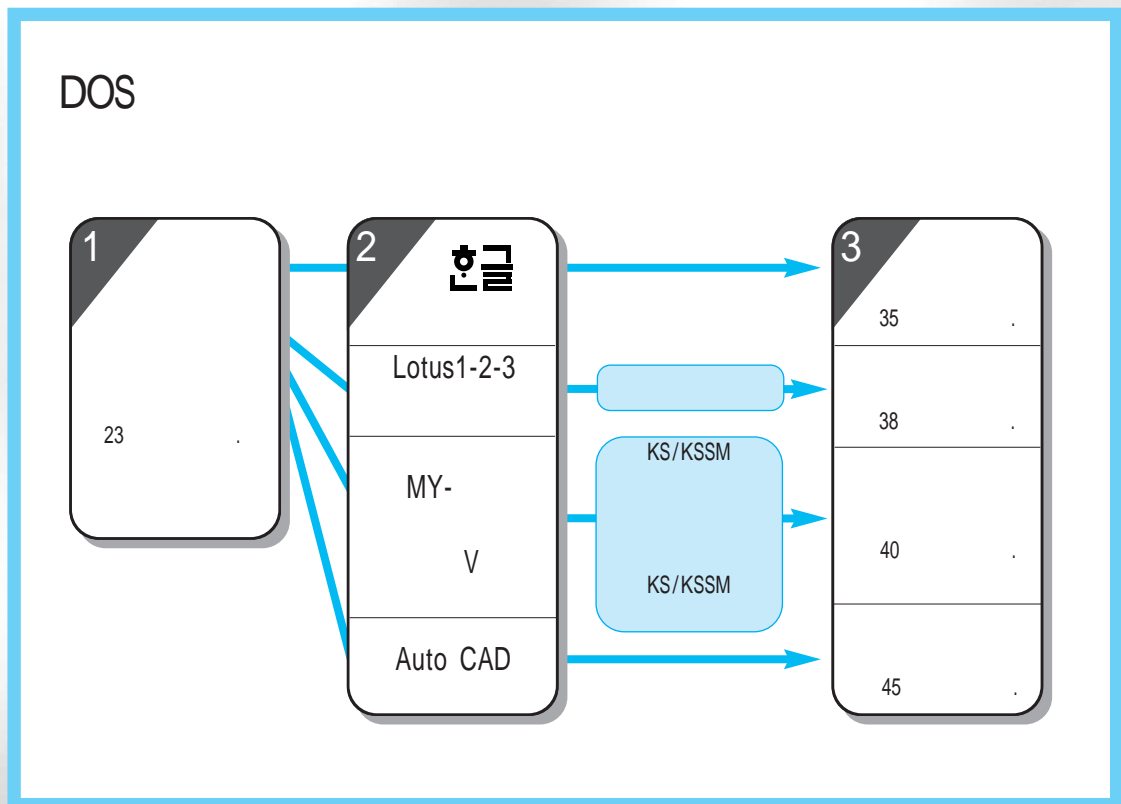 DOS
1
23 .
2
한글
Lotus1-2-3
MY-
V
Auto CAD
KS/KSSM
KS/KSSM
3
35 .
38 .
40 .
45 .